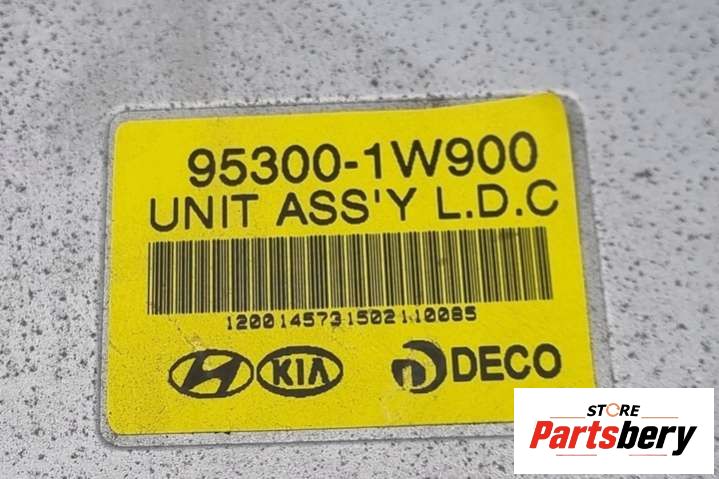 95300-1W900
UNIT ASS'Y L.D.C
1200145731502110085
KIA DECO
STORE
Partsbery